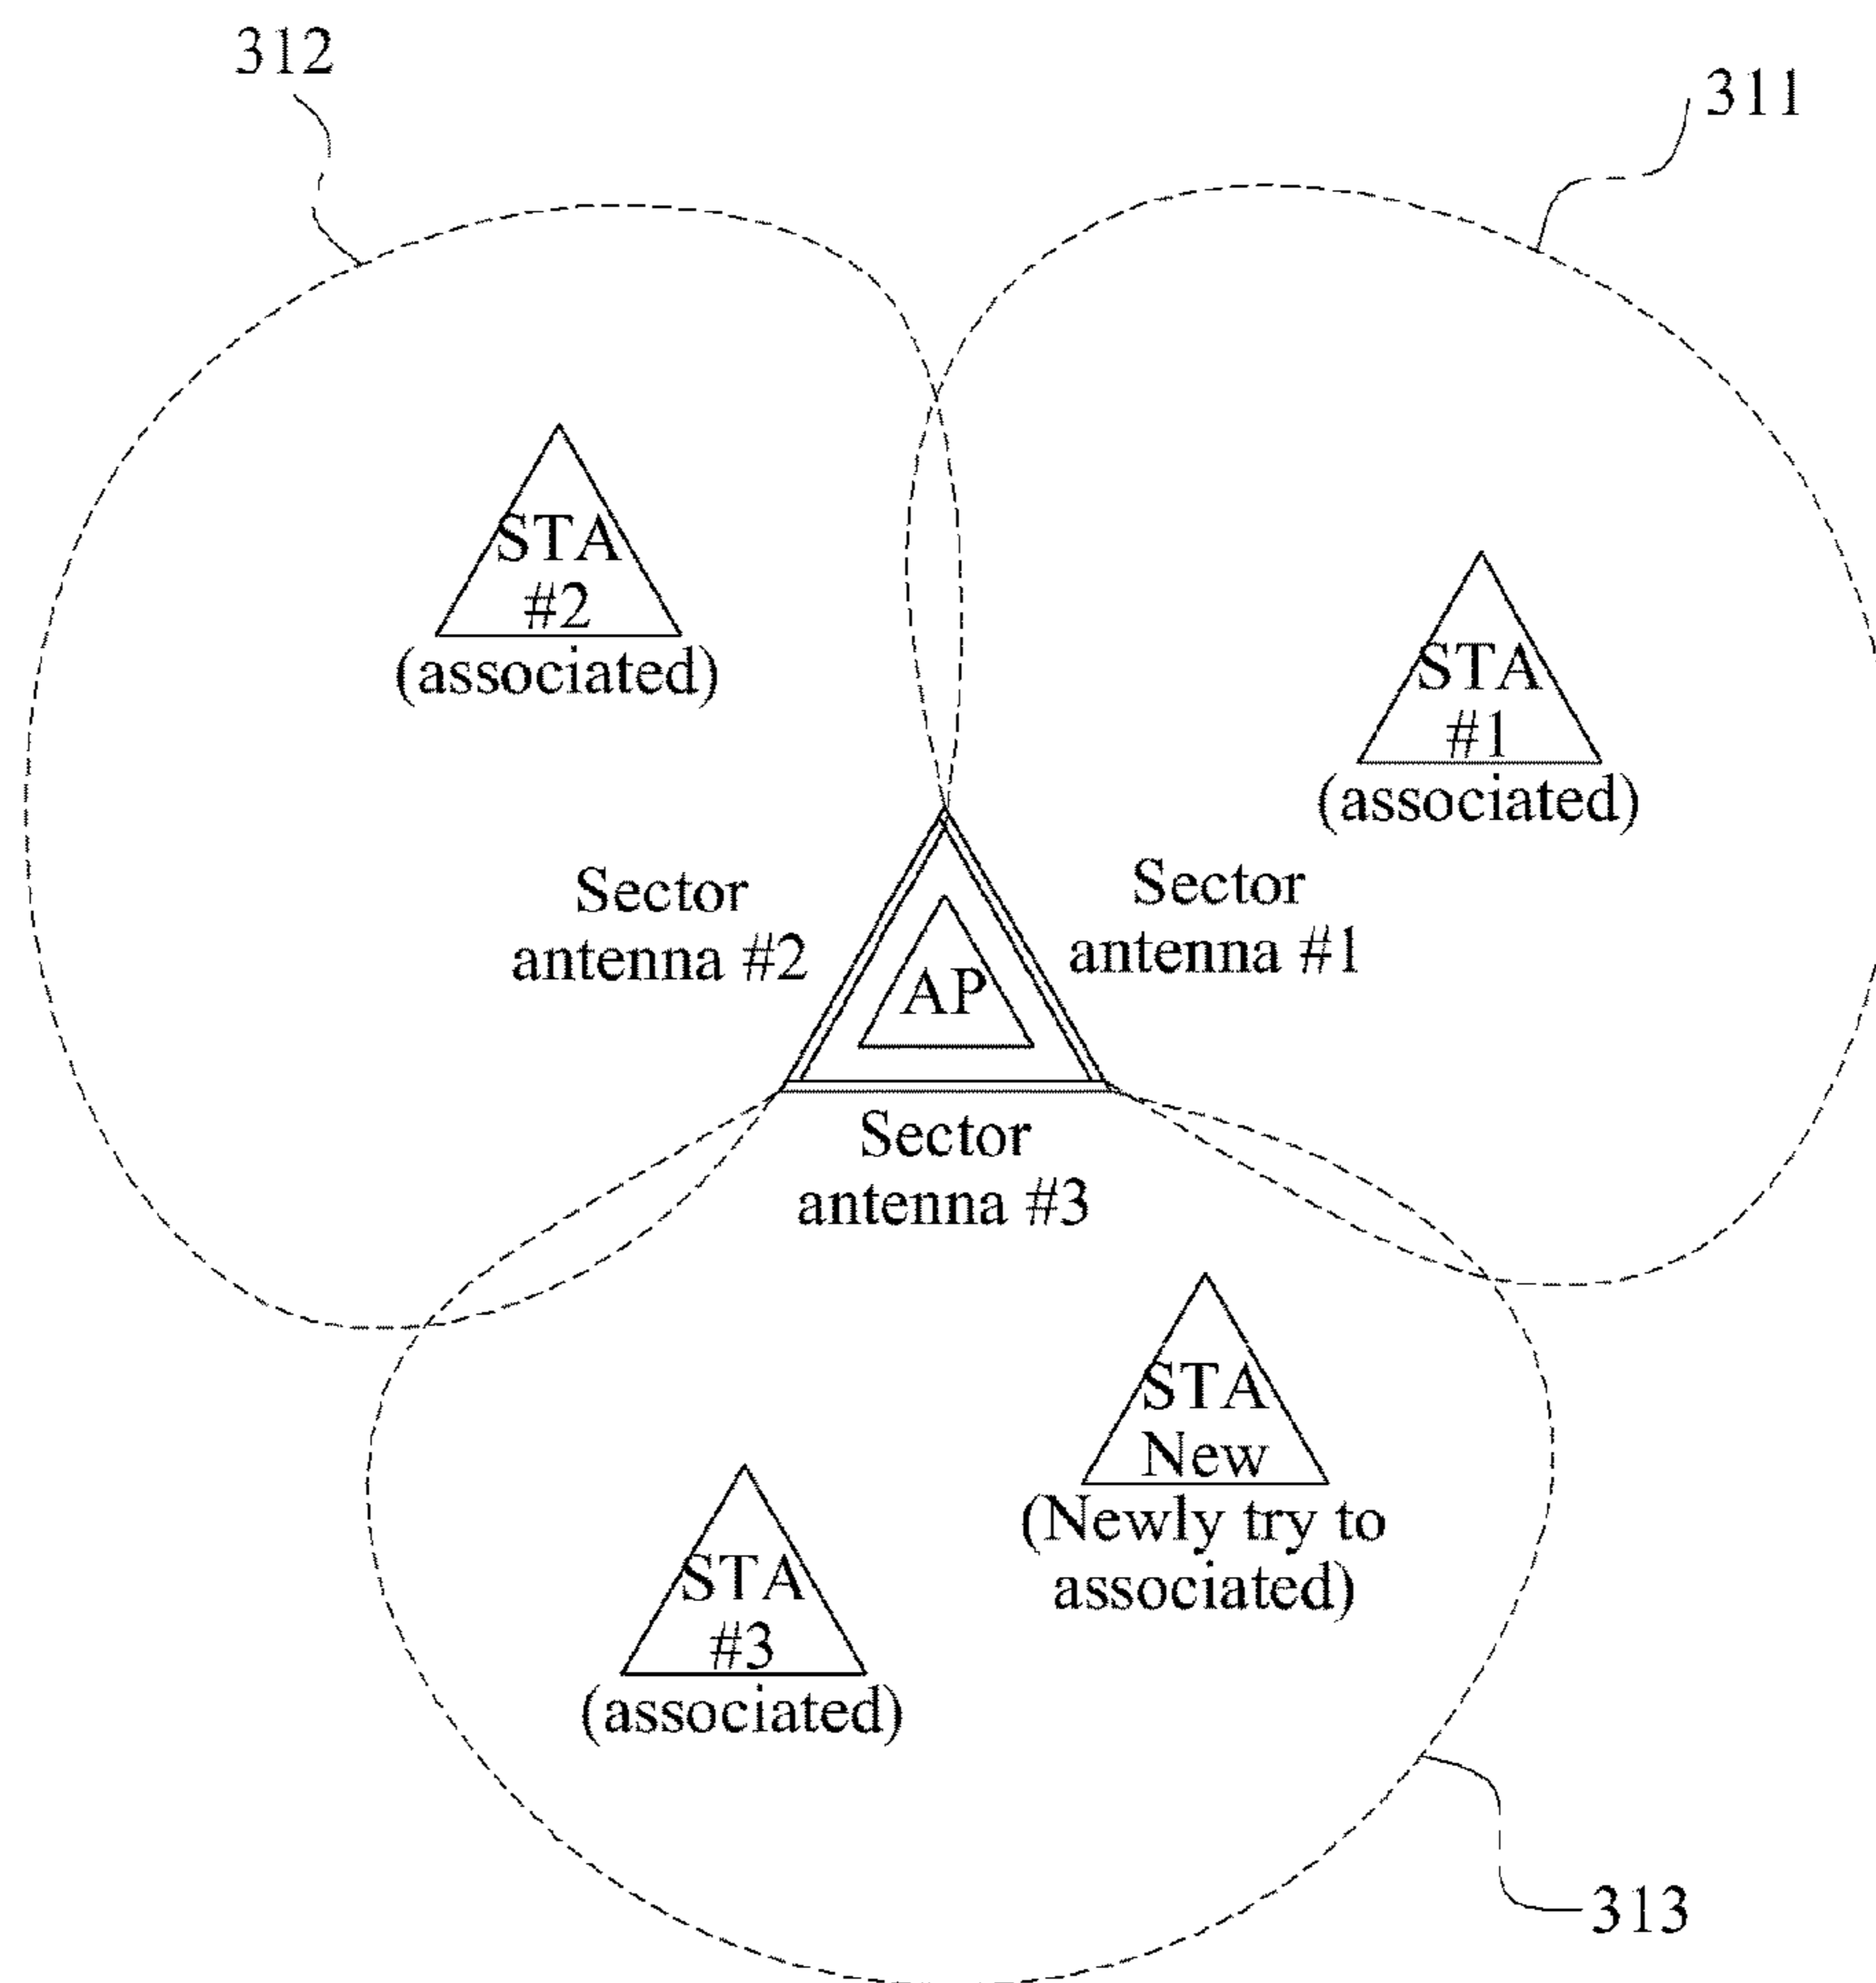 312
311
STA
#2
(associated)
STA
#1
(associated)
Sector
antenna #2
Sector
antenna #1
AP
Sector
antenna #3
STA
New
(Newly try to
associated)
STA
#3
(associated)
313